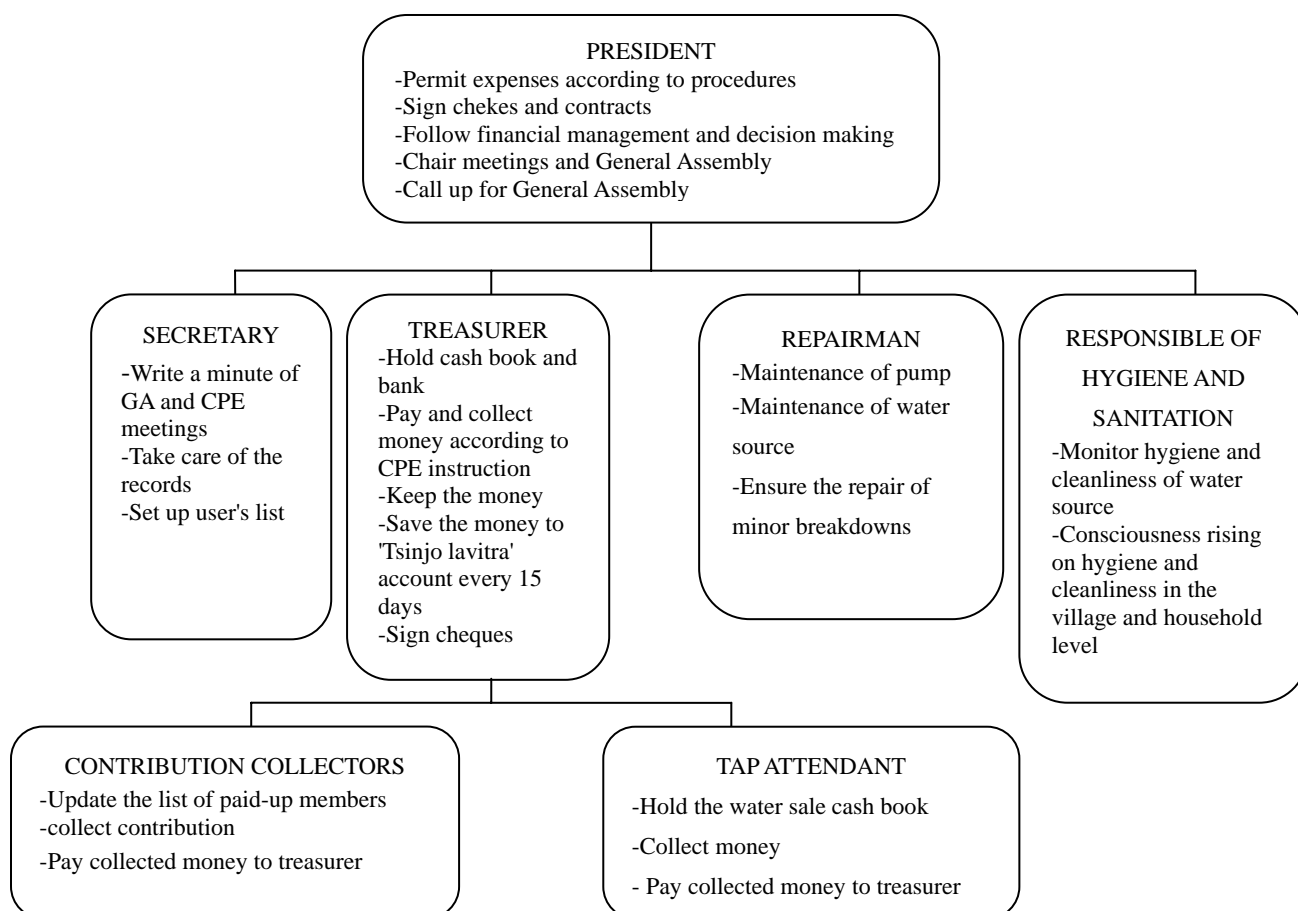 PRESIDENT
-Permit expenses according to procedures
-Sign chekes and contracts
-Follow financial management and decision making
-Chair meetings and General Assembly
-Call up for General Assembly
SECRETARY
-Write a minute of
GA and CPE
meetings
-Take care of the
records
-Set up user's list
TREASURER
-Hold cash book and
bank
-Pay and collect
money according to
CPE instruction
-Keep the money
-Save the money to
'Tsinjo lavitra'
account every 15
days
-Sign cheques
REPAIRMAN
-Maintenance of pump
-Maintenance of water
source
-Ensure the repair of
minor breakdowns
RESPONSIBLE OF
HYGIENE AND
SANITATION
-Monitor hygiene and
cleanliness of water
source
-Consciousness rising
on hygiene and
cleanliness in the
village and household
level
CONTRIBUTION COLLECTORS
-Update the list of paid-up members
-collect contribution
-Pay collected money to treasurer
TAP ATTENDANT
-Hold the water sale cash book
-Collect money
- Pay collected money to treasurer